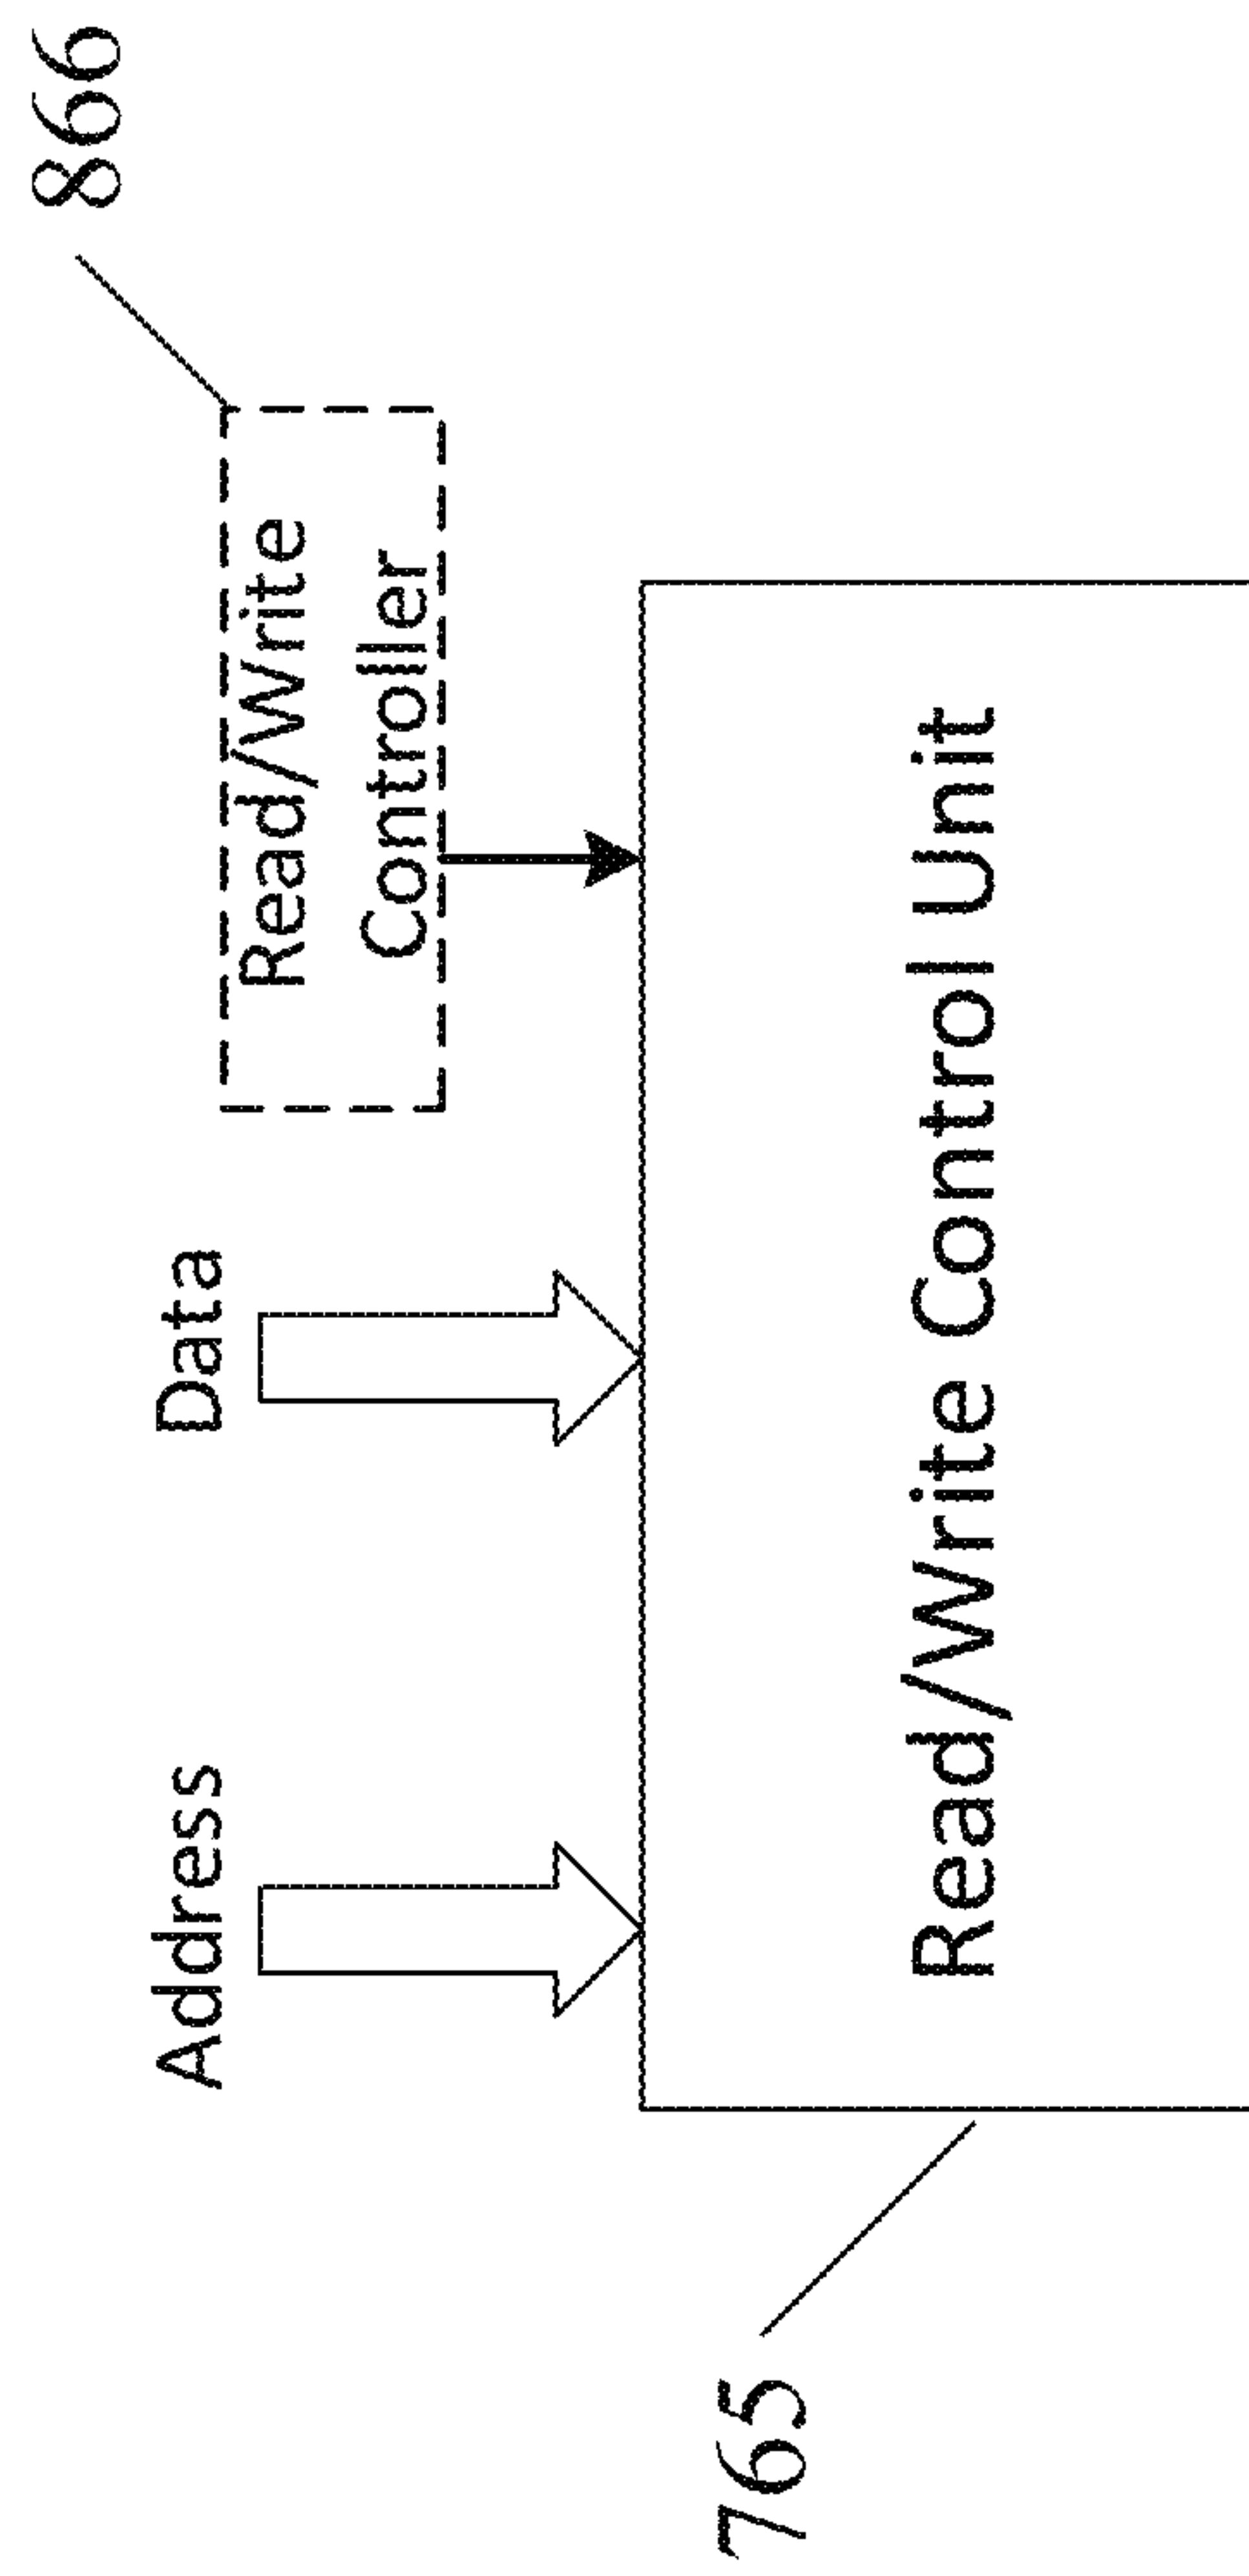 866
Read/Write
Controller
Data
Address
Read/Write Control Unit
765